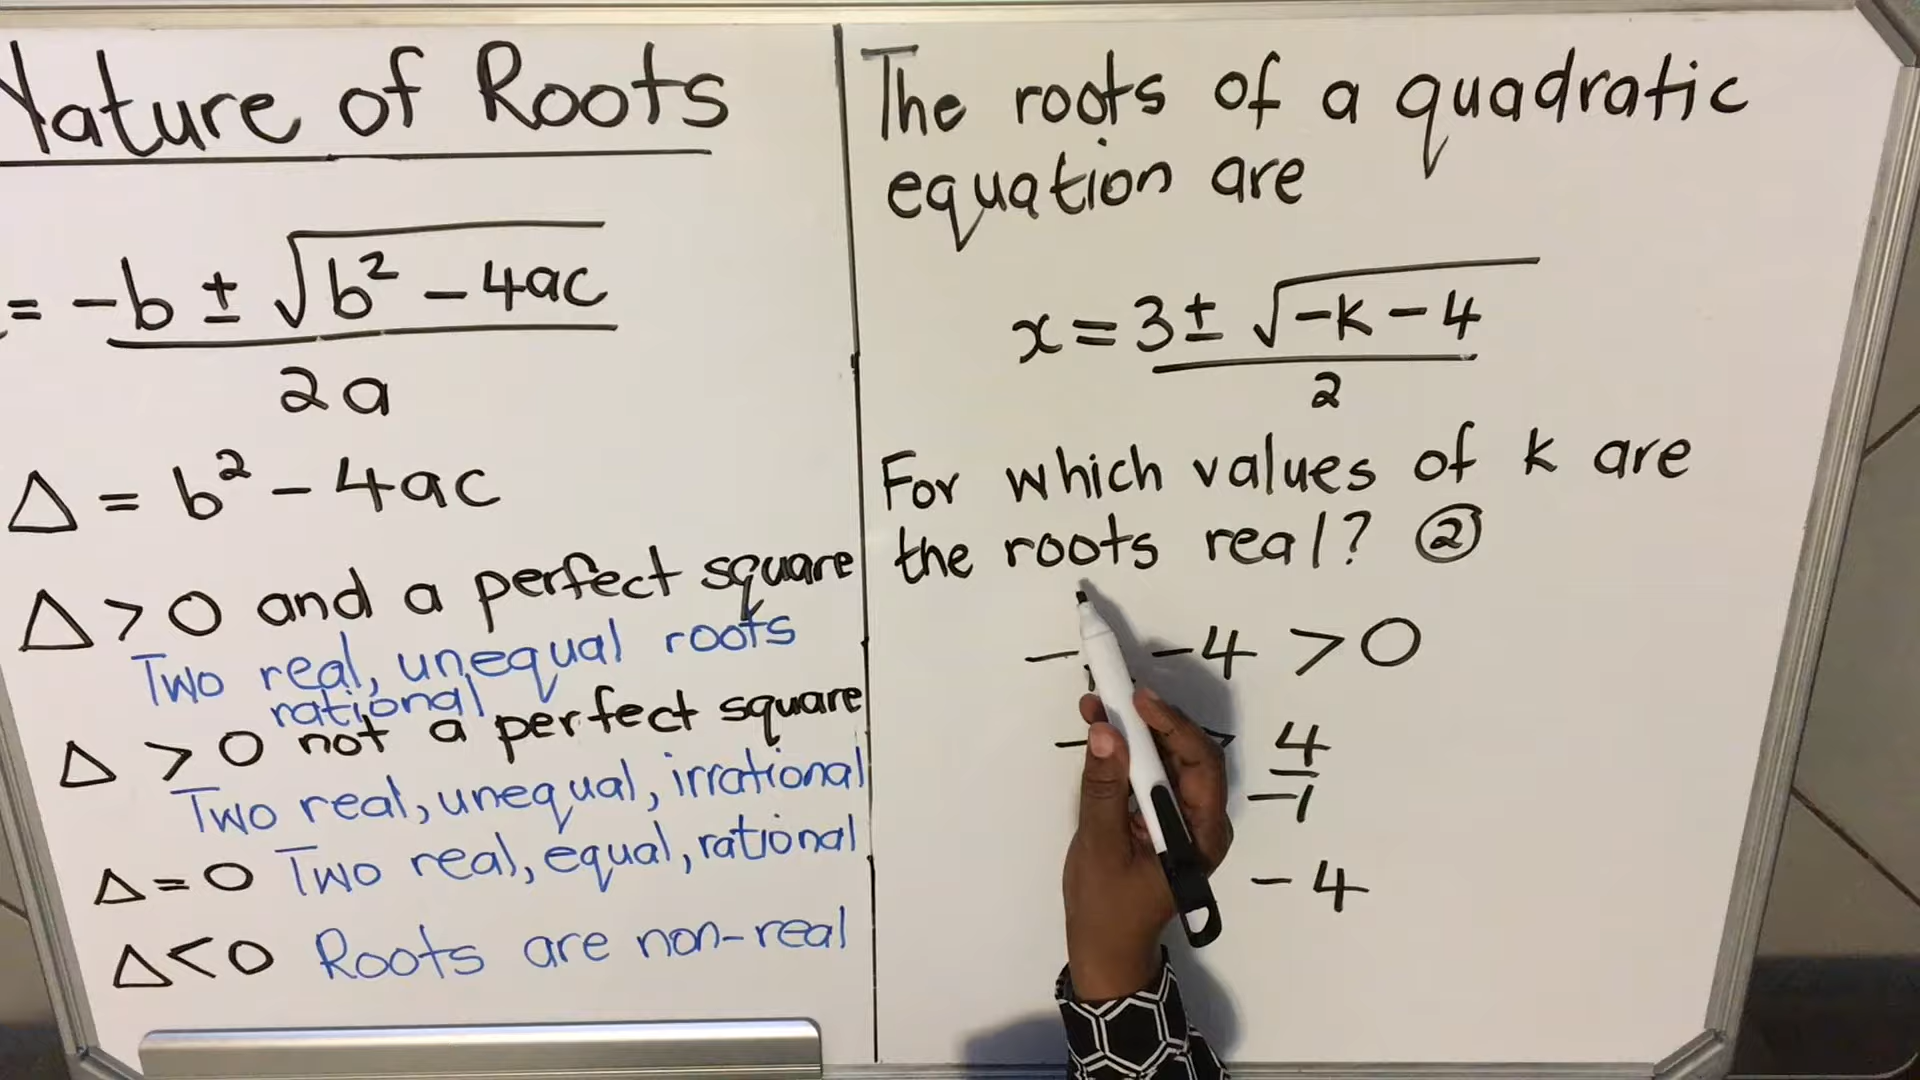 Nature of Roots
= -b ± √b² - 4ac
2a
Δ = b² - 4ac
Δ > 0 and a perfect square
Two real, unequal roots
rational
Δ > 0 not a perfect square
Two real, unequal, irrational
Δ = 0 Two real, equal, rational
Δ < 0 Roots are non-real
The roots of a quadratic
equation are
x = 3 ± √-k - 4
2
For which values of k are
the roots real? ②
- - 4 > 0
- 4
-1
- 4